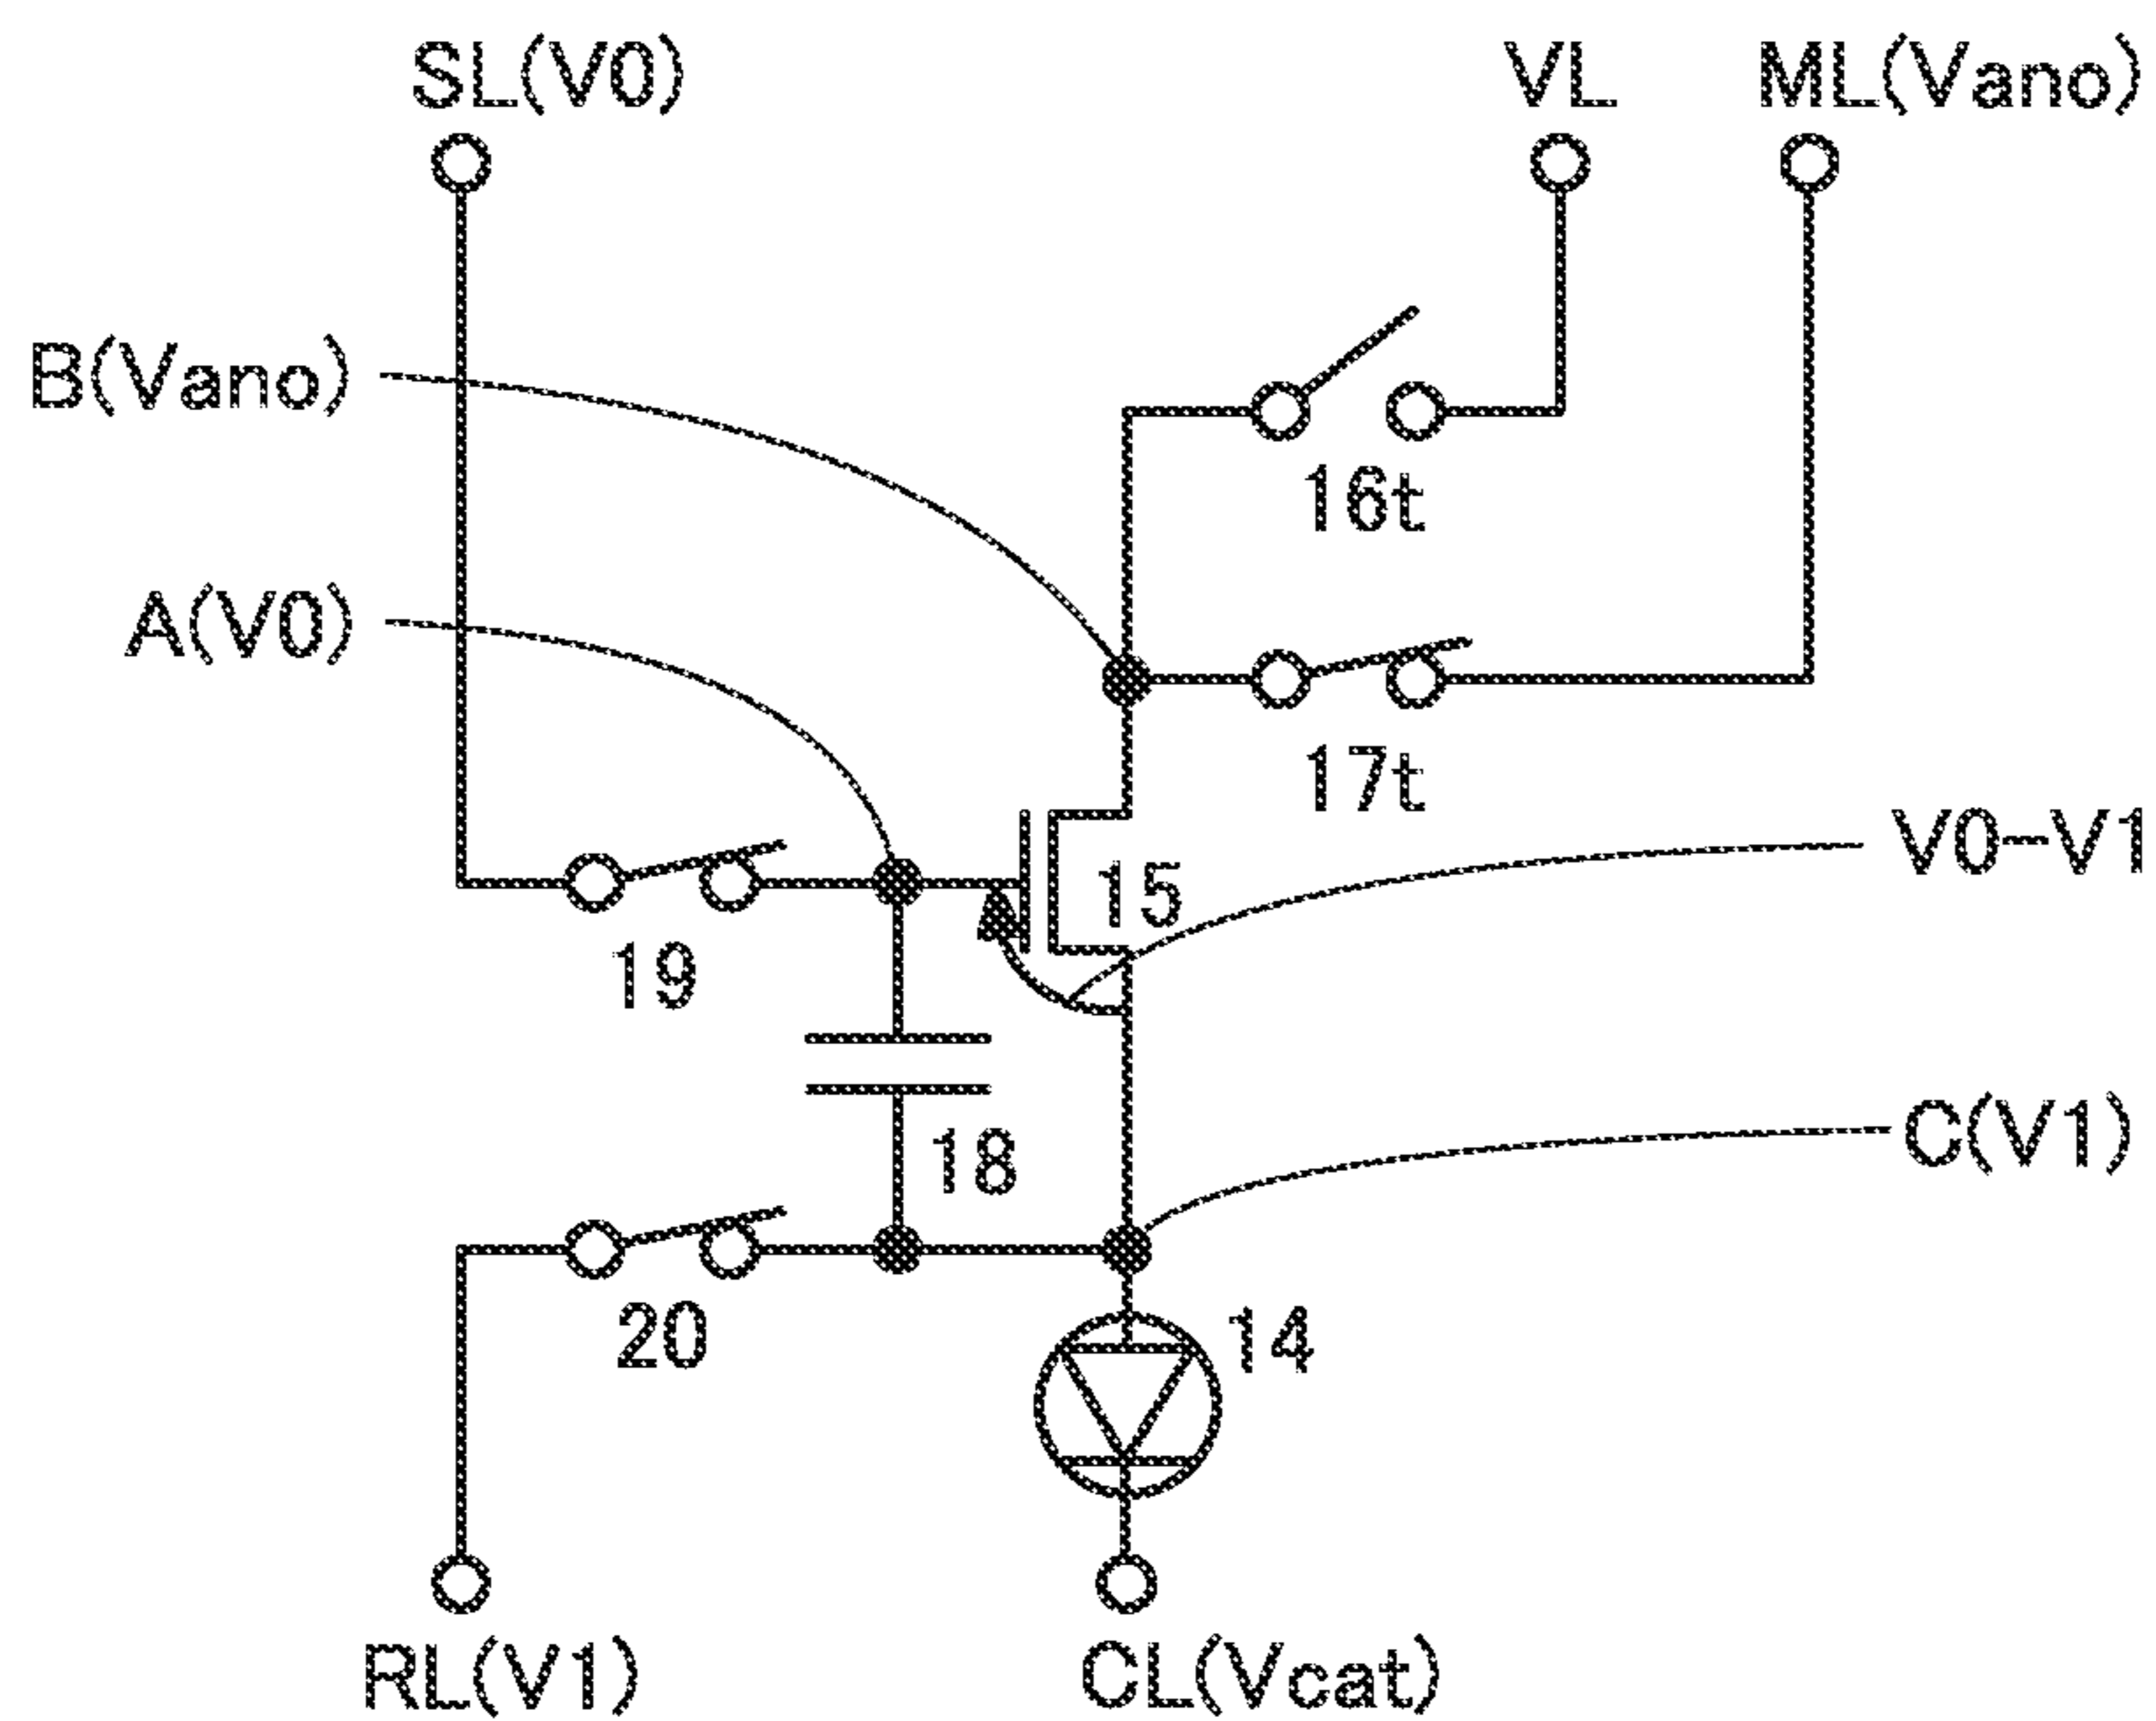 SL(V0)
VL
ML(Vano)
B(Vano)
16t
A(V0)
17t
V0-V1
15
19
18
C(V1)
20
14
RL(V1)
CL(Vcat)